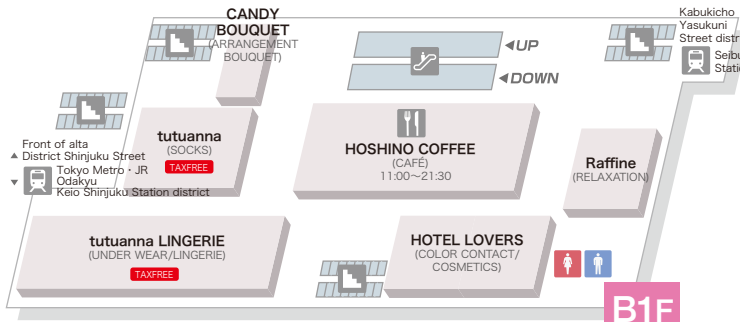 CANDY
BOUQUET
(ARRANGEMENT
BOUQUET)
◀UP
◀DOWN
Kabukicho
Yasukuni
Street distri
Seibu
Stati
tutuanna
(SOCKS)
TAXFREE
Front of alta
▲ District Shinjuku Street
Tokyo Metro・JR
▼ Odakyu
Keio Shinjuku Station district
HOSHINO COFFEE
(CAFÉ)
11:00〜21:30
Raffine
(RELAXATION)
tutuanna LINGERIE
(UNDER WEAR/LINGERIE)
TAXFREE
HOTEL LOVERS
(COLOR CONTACT/
COSMETICS)
B1F